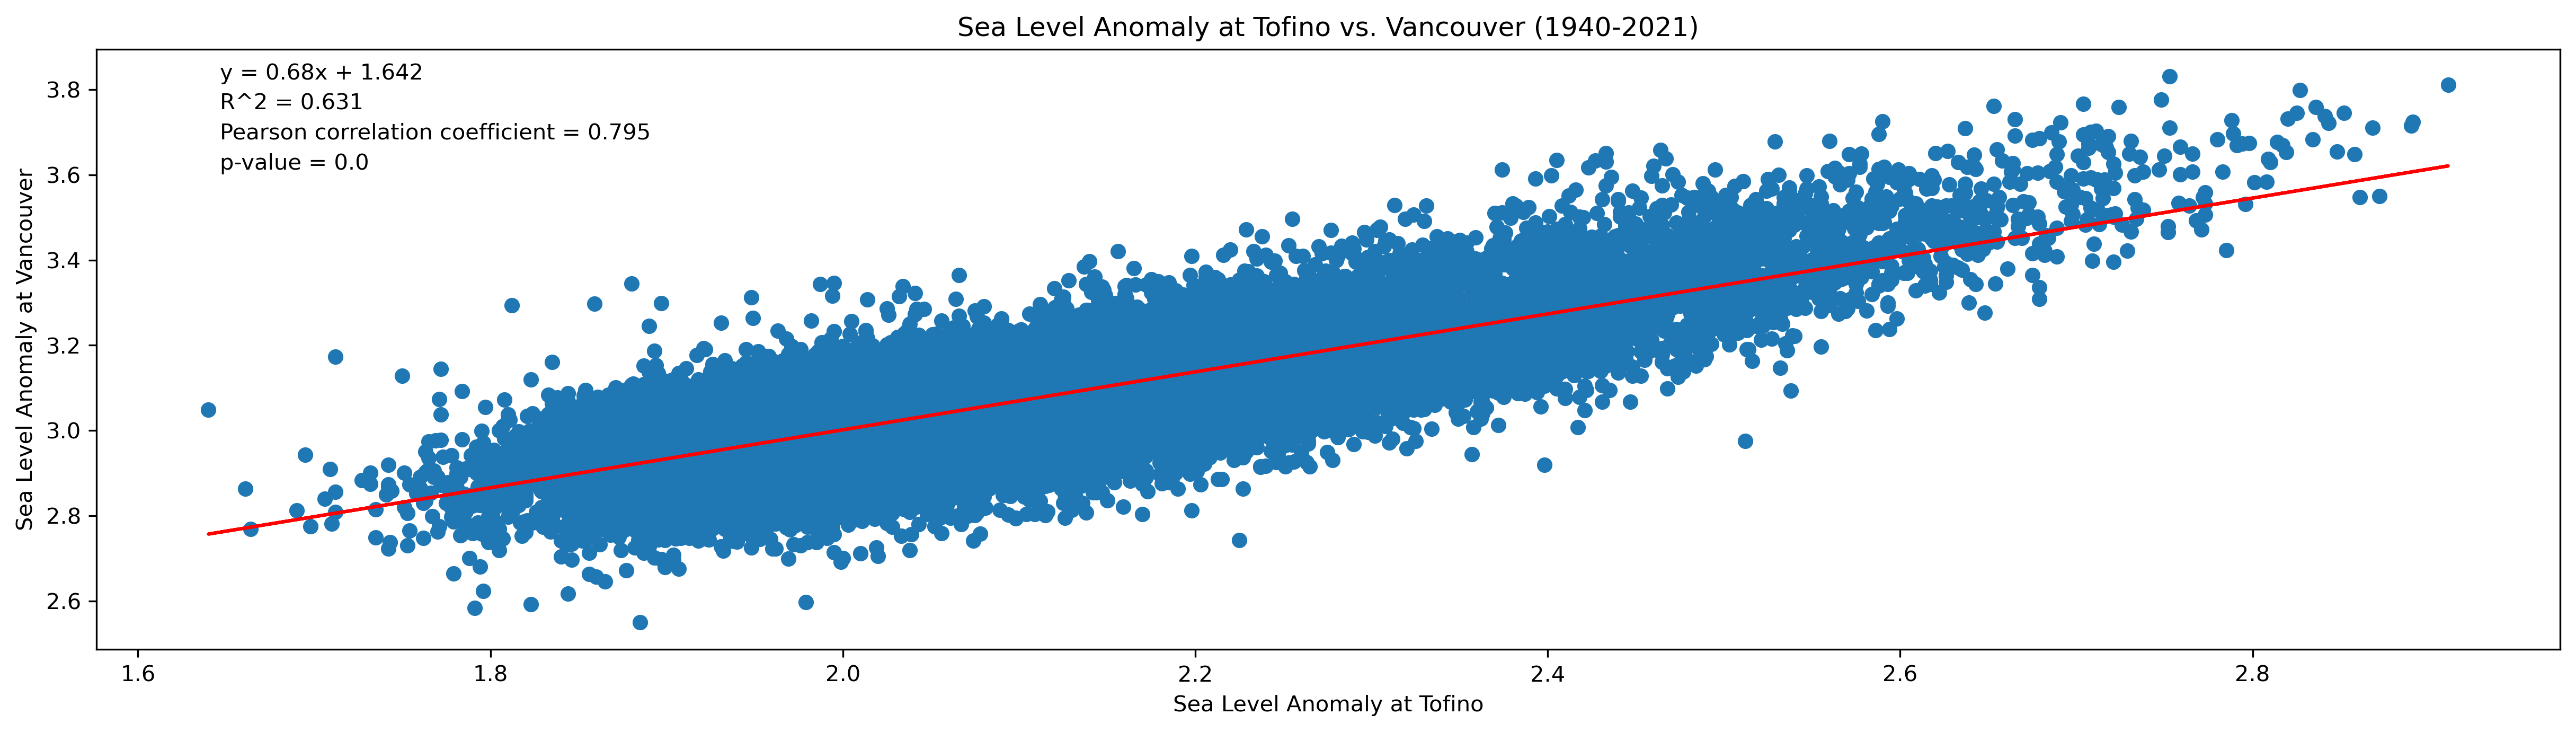 Sea Level Anomaly at Tofino vs. Vancouver (1940-2021)
y = 0.68x + 1.642
R^2 = 0.631
Pearson correlation coefficient = 0.795
p-value = 0.0
Sea Level Anomaly at Vancouver
3.8
3.6
3.4
3.2
3.0
2.8
2.6
1.6 1.8 2.0 2.2 2.4 2.6 2.8
Sea Level Anomaly at Tofino